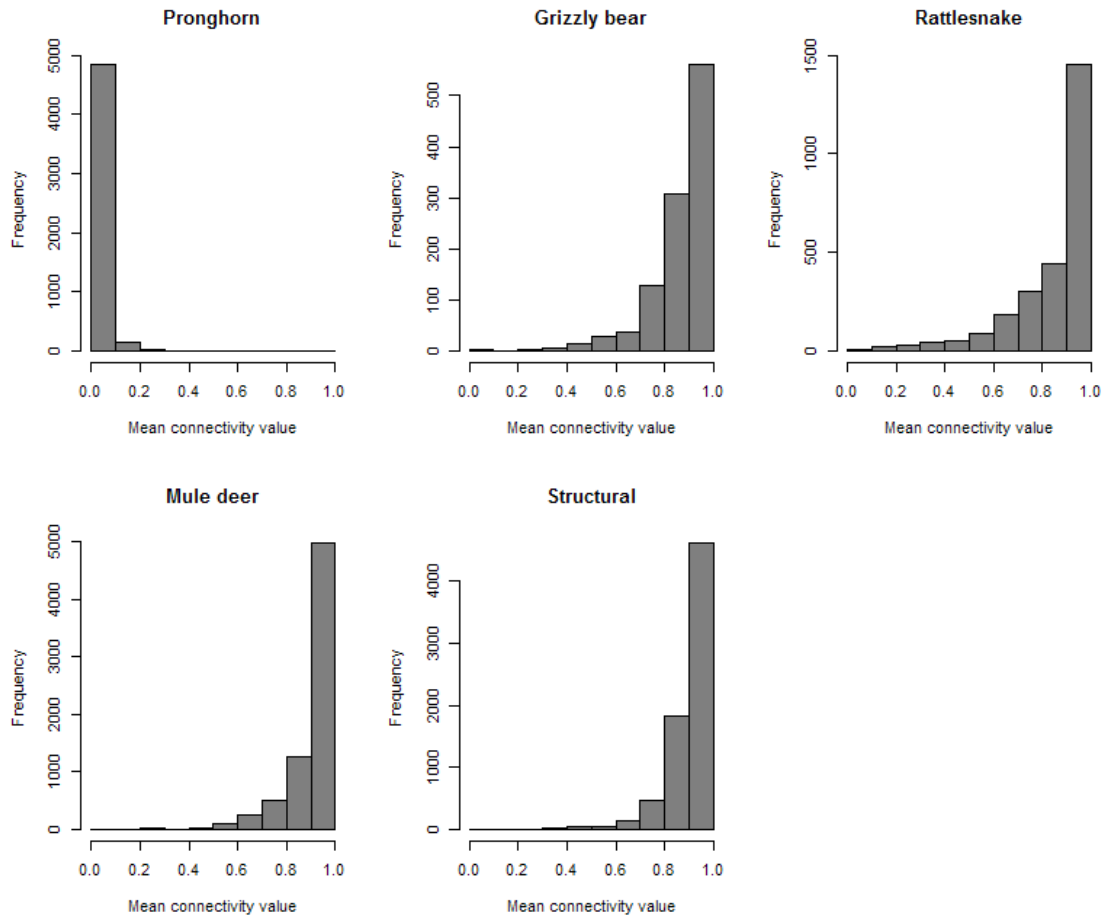 Pronghorn
Frequency
5000
4000
3000
2000
1000
0
0.0 0.2 0.4 0.6 0.8 1.0
Mean connectivity value
Grizzly bear
Frequency
500
400
300
200
100
0
0.0 0.2 0.4 0.6 0.8 1.0
Mean connectivity value
Rattlesnake
Frequency
1500
1000
500
0
0.0 0.2 0.4 0.6 0.8 1.0
Mean connectivity value
Mule deer
Frequency
5000
4000
3000
2000
1000
0
0.0 0.2 0.4 0.6 0.8 1.0
Mean connectivity value
Structural
Frequency
4000
3000
2000
1000
0
0.0 0.2 0.4 0.6 0.8 1.0
Mean connectivity value